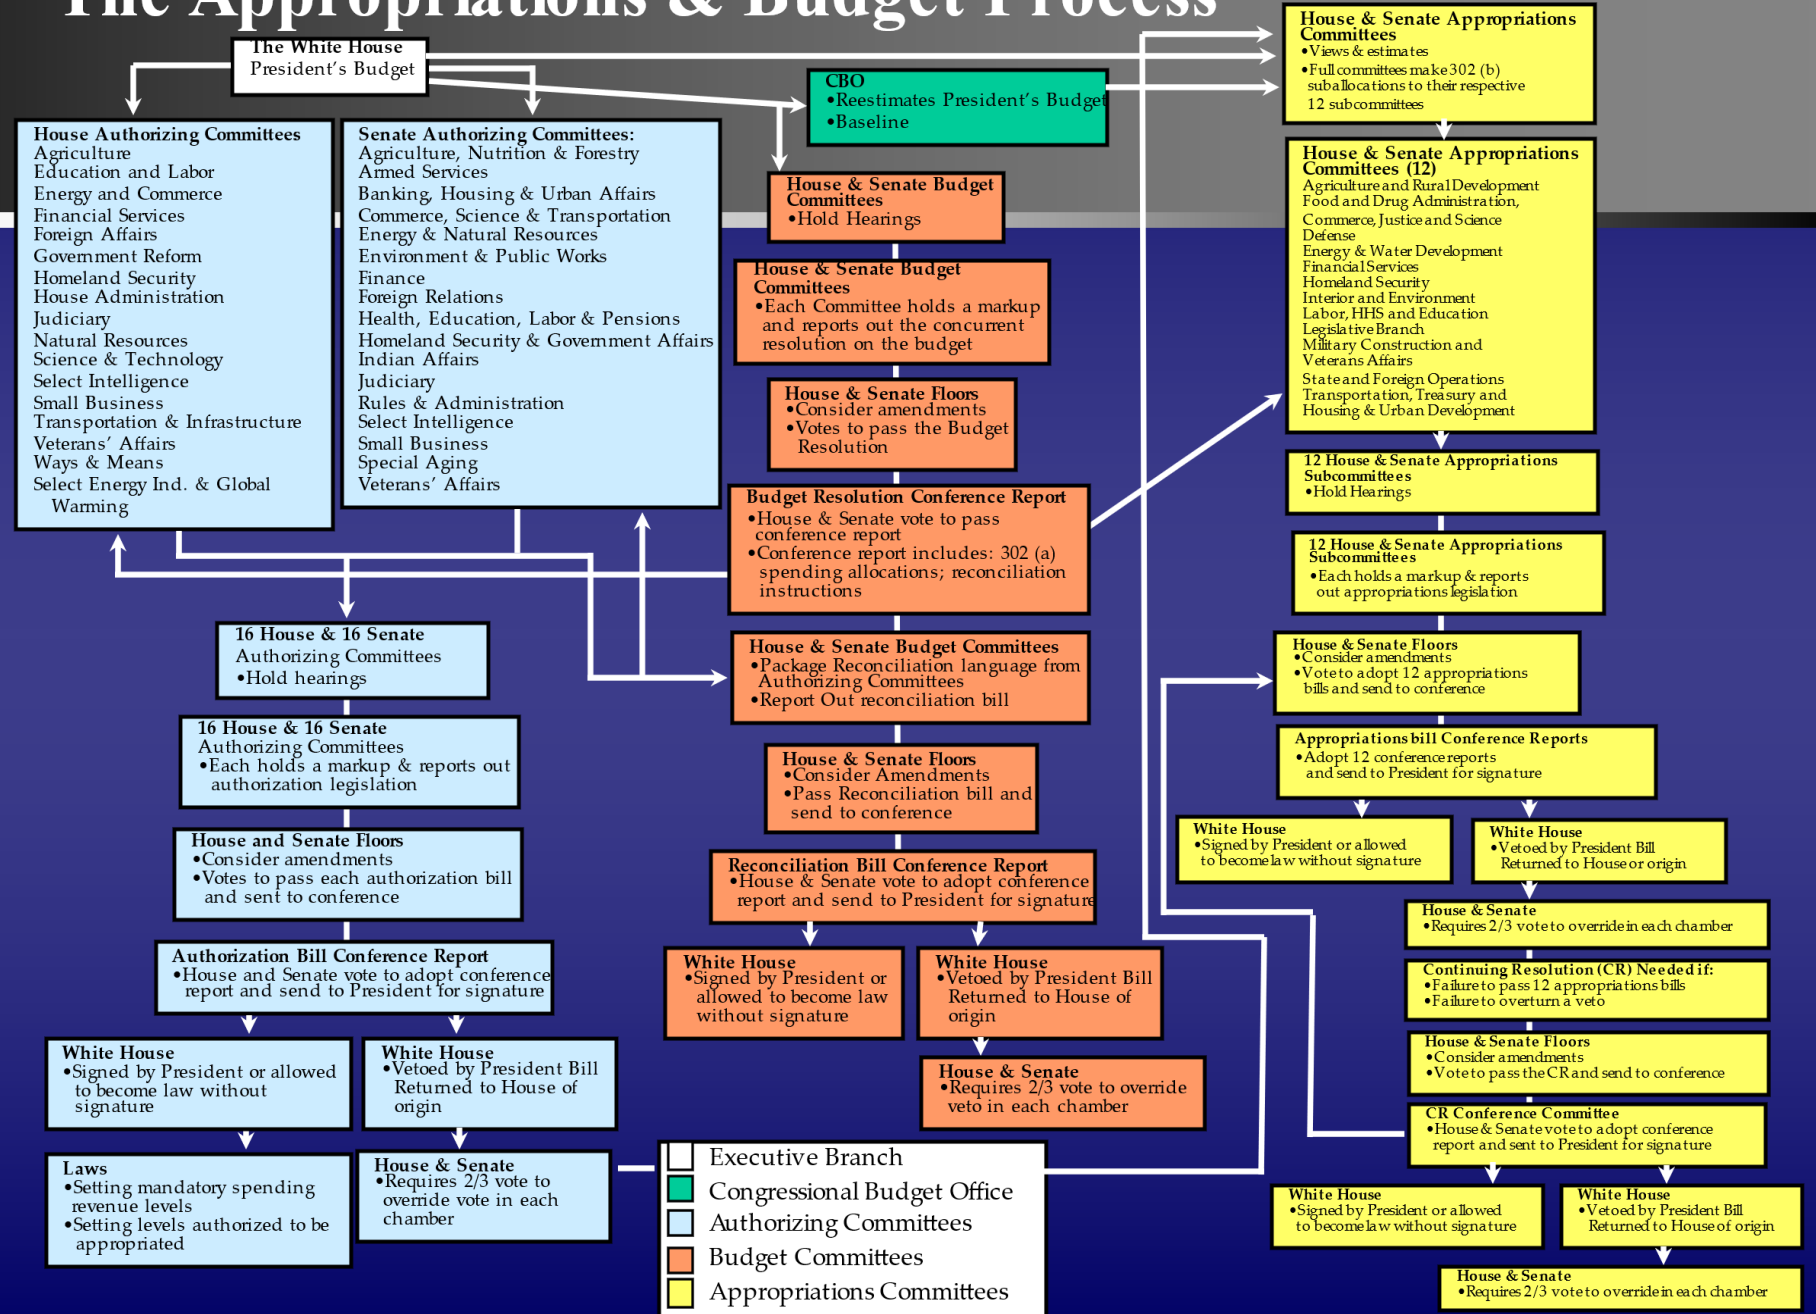 The Appropriations & Budget Process
The White House
President's Budget
House Authorizing Committees
Agriculture
Education and Labor
Energy and Commerce
Financial Services
Foreign Affairs
Government Reform
Homeland Security
House Administration
Judiciary
Natural Resources
Science & Technology
Select Intelligence
Small Business
Transportation & Infrastructure
Veterans' Affairs
Ways & Means
Select Energy Ind. & Global
Warming
Senate Authorizing Committees:
Agriculture, Nutrition & Forestry
Armed Services
Banking, Housing & Urban Affairs
Commerce, Science & Transportation
Energy & Natural Resources
Environment & Public Works
Finance
Foreign Relations
Health, Education, Labor & Pensions
Homeland Security & Government Affairs
Indian Affairs
Judiciary
Rules & Administration
Select Intelligence
Small Business
Special Aging
Veterans' Affairs
16 House & 16 Senate
Authorizing Committees
•Hold hearings
16 House & 16 Senate
Authorizing Committees
•Each holds a markup & reports out
authorization legislation
House and Senate Floors
•Consider amendments
•Votes to pass each authorization bill
and sent to conference
Authorization Bill Conference Report
•House and Senate vote to adopt conference
report and send to President for signature
White House
•Signed by President or allowed
to become law without
signature
White House
•Vetoed by President Bill
Returned to House of
origin
Laws
•Setting mandatory spending
revenue levels
•Setting levels authorized to be
appropriated
House & Senate
•Requires 2/3 vote to
override vote in each
chamber
CBO
•Reestimates President's Budget
•Baseline
House & Senate Budget
Committees
•Hold Hearings
House & Senate Budget
Committees
•Each Committee holds a markup
and reports out the concurrent
resolution on the budget
House & Senate Floors
•Consider amendments
•Votes to pass the Budget
Resolution
Budget Resolution Conference Report
•House & Senate vote to pass
conference report
•Conference report includes: 302 (a)
spending allocations; reconciliation
instructions
House & Senate Budget Committees
•Package Reconciliation language from
Authorizing Committees
•Report Out reconciliation bill
House & Senate Floors
•Consider Amendments
•Pass Reconciliation bill and
send to conference
Reconciliation Bill Conference Report
•House & Senate vote to adopt conference
report and send to President for signature
White House
•Signed by President or
allowed to become law
without signature
White House
•Vetoed by President Bill
Returned to House of
origin
House & Senate
•Requires 2/3 vote to override
veto in each chamber
Executive Branch
Congressional Budget Office
Authorizing Committees
Budget Committees
Appropriations Committees
House & Senate Appropriations
Committees
•Views & estimates
•Full committees make 302 (b)
suballocations to their respective
12 subcommittees
House & Senate Appropriations
Committees (12)
Agriculture and Rural Development
Food and Drug Administration,
Commerce, Justice and Science
Defense
Energy & Water Development
Financial Services
Homeland Security
Interior and Environment
Labor, HHS and Education
Legislative Branch
Military Construction and
Veterans Affairs
State and Foreign Operations
Transportation, Treasury and
Housing & Urban Development
12 House & Senate Appropriations
Subcommittees
•Hold Hearings
12 House & Senate Appropriations
Subcommittees
•Each holds a markup & reports
out appropriations legislation
House & Senate Floors
•Consider amendments
•Vote to adopt 12 appropriations
bills and send to conference
Appropriations bill Conference Reports
•Adopt 12 conference reports
and send to President for signature
White House
•Signed by President or allowed
to become law without signature
White House
•Vetoed by President Bill
Returned to House or origin
House & Senate
•Requires 2/3 vote to override in each chamber
Continuing Resolution (CR) Needed if:
•Failure to pass 12 appropriations bills
•Failure to overturn a veto
House & Senate Floors
•Consider amendments
•Vote to pass the CR and send to conference
CR Conference Committee
•House & Senate vote to adopt conference
report and sent to President for signature
White House
•Signed by President or allowed
to become law without signature
White House
•Vetoed by President Bill
Returned to House of origin
House & Senate
•Requires 2/3 vote to override in each chamber